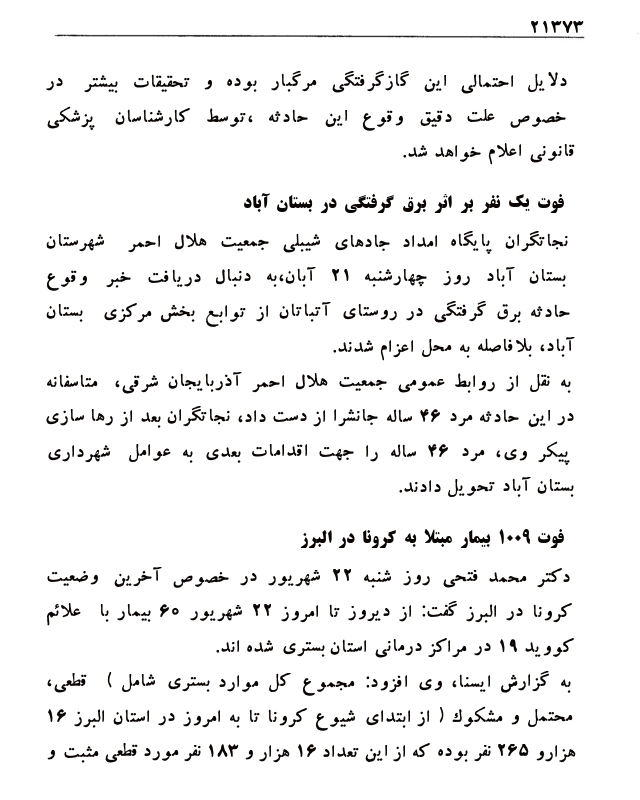 ۲۱۳۷۳
دلایل احتمالی این گازگرفتگی مرگبار بوده و تحقیقات بیشتر در
خصوص علت دقیق وقوع این حادثه ،توسط کارشناسان پزشکی
قانونی اعلام خواهد شد.
فوت یک نفر بر اثر برق گرفتگی در بستان آباد
نجاتگران پایگاه امداد جادهای شیبلی جمعیت هلال احمر شهرستان
بستان آباد روز چهارشنبه ۲۱ آبان،به دنبال دریافت خبر وقوع
حادثه برق گرفتگی در روستای آتباتان از توابع بخش مرکزی بستان
آباد، بلافاصله به محل اعزام شدند.
به نقل از روابط عمومی جمعیت هلال احمر آذربایجان شرقی، متاسفانه
در این حادثه مرد ۴۶ ساله جانشرا از دست داد، نجاتگران بعد از رها سازی
پیکر وی، مرد ۴۶ ساله را جهت اقدامات بعدی به عوامل شهرداری
بستان آباد تحویل دادند.
فوت ۱۰۰۹ بیمار مبتلا به کرونا در البرز
دکتر محمد فتحی روز شنبه ۲۲ شهریور در خصوص آخرین وضعیت
کرونا در البرز گفت: از دیروز تا امروز ۲۲ شهریور ۶۰ بیمار با علائم
کووید ۱۹ در مراکز درمانی استان بستری شده اند.
به گزارش ایسنا، وی افزود: مجموع کل موارد بستری شامل ) قطعی،
محتمل و مشکوك ( از ابتدای شیوع کرونا تا به امروز در استان البرز ۱۶
هزارو ۲۶۵ نفر بوده که از این تعداد ۱۶ هزار و ۱۸۳ نفر مورد قطعی مثبت و